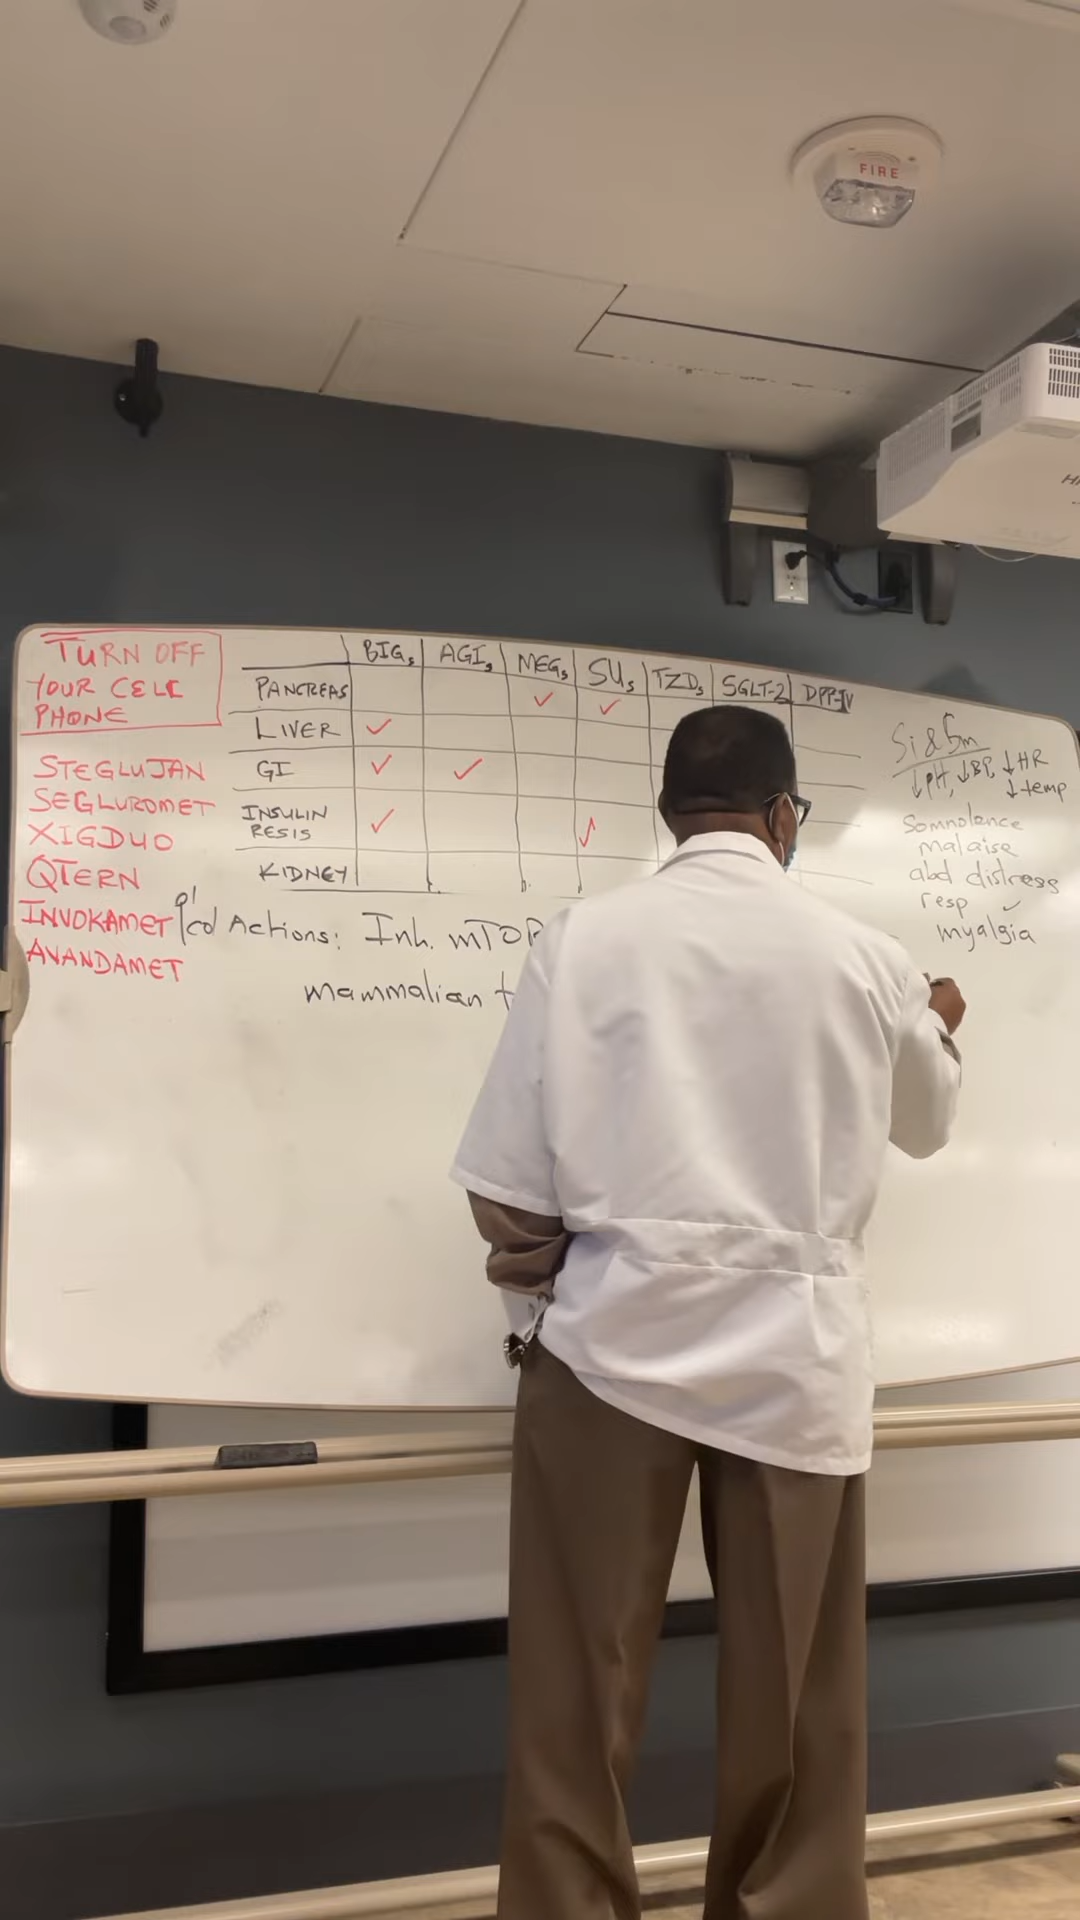 FIRE
TURN OFF
YOUR CELL
PHONE
STEGLUJAN
SEGLUROMET
XIGDUO
QTERN
INVOKAMET
AVANDAMET
BIGs AGIs MEGs SUs TZDs SGLT-2 DPP-IV
PANCREAS ✓ ✓
LIVER ✓
GI ✓ ✓
INSULIN
RESIS ✓ ✓
KIDNEY
Actions: Inh. mTOR
mammalian t
Si & Sm
↓pH, ↓BP, ↓HR
↓temp
Somnolence
malaise
abd distress
resp ✓
myalgia